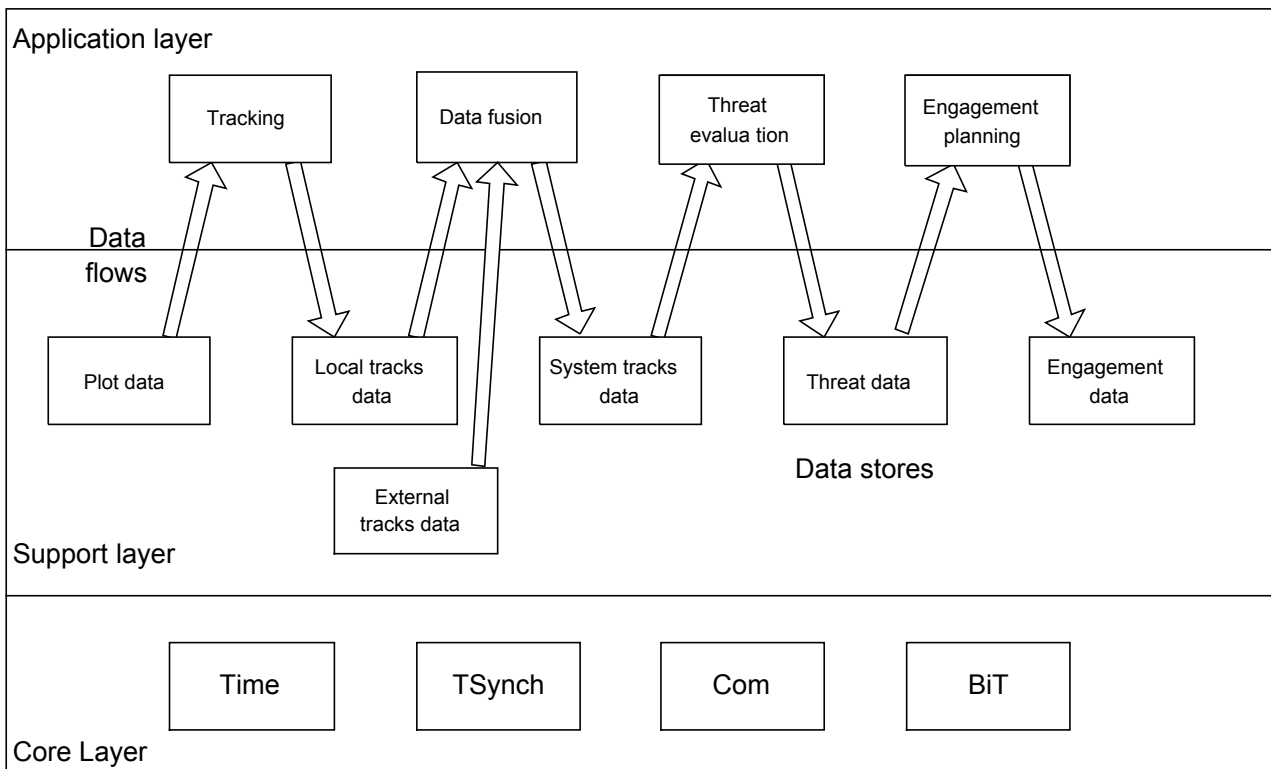 Application layer
Tracking
Data fusion
Threat
evalua tion
Engagement
planning
Data
flows
Plot data
Local tracks
data
System tracks
data
Threat data
Engagement
data
Data stores
External
tracks data
Support layer
Time
TSynch
Com
BiT
Core Layer